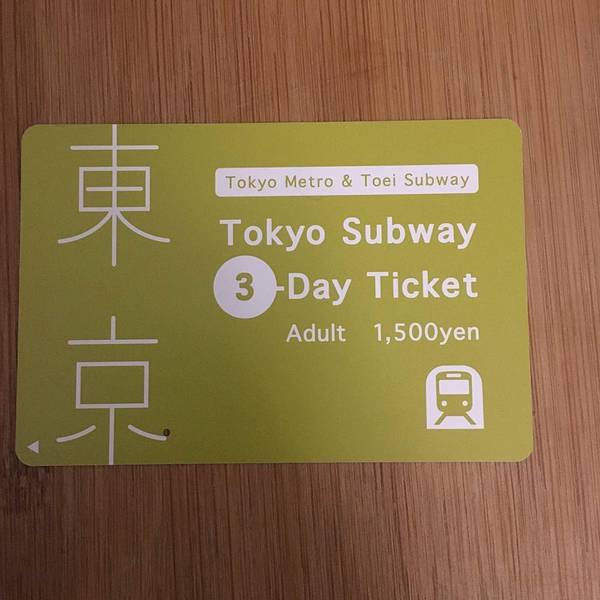 東京
Tokyo Metro & Toei Subway
Tokyo Subway
3-Day Ticket
Adult 1,500yen